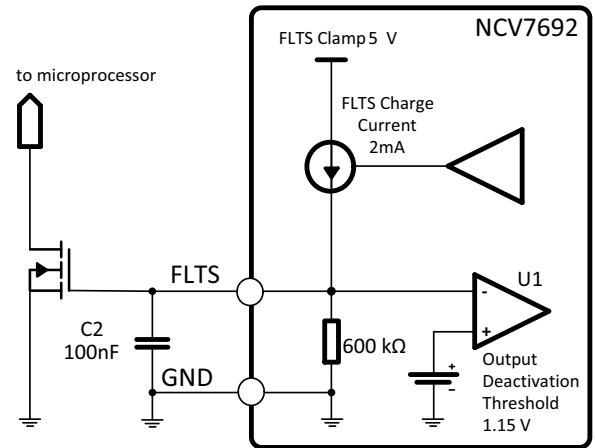 NCV7692
FLTS Clamp 5 V
to microprocessor
FLTS Charge
Current
2mA
FLTS
U1
-
+
C2
100nF
600 kΩ
GND
+
-
Output
Deactivation
Threshold
1.15 V